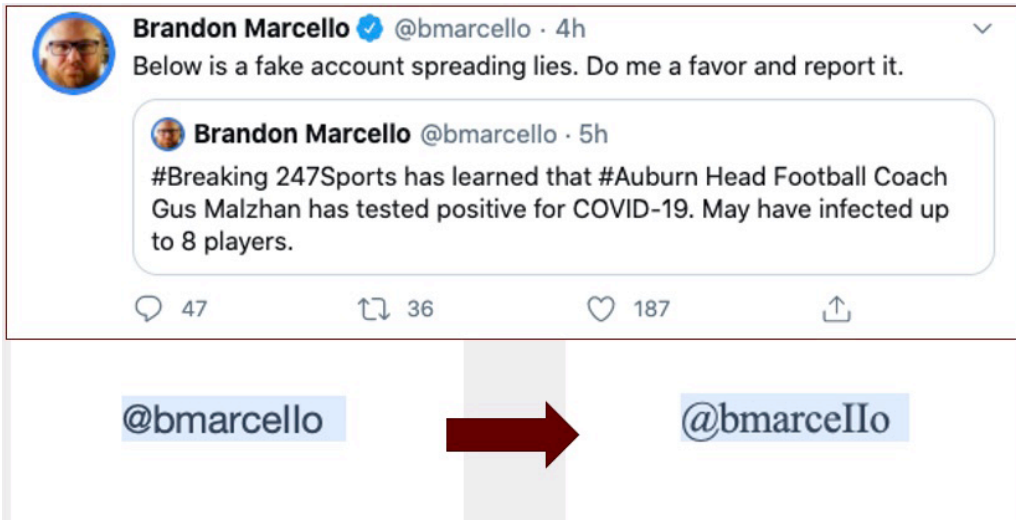 Brandon Marcello @bmarcello · 4h
Below is a fake account spreading lies. Do me a favor and report it.
Brandon Marcello @bmarcello · 5h
#Breaking 247Sports has learned that #Auburn Head Football Coach
Gus Malzhan has tested positive for COVID-19. May have infected up
to 8 players.
47 36 187
@bmarcello @bmarceIIo